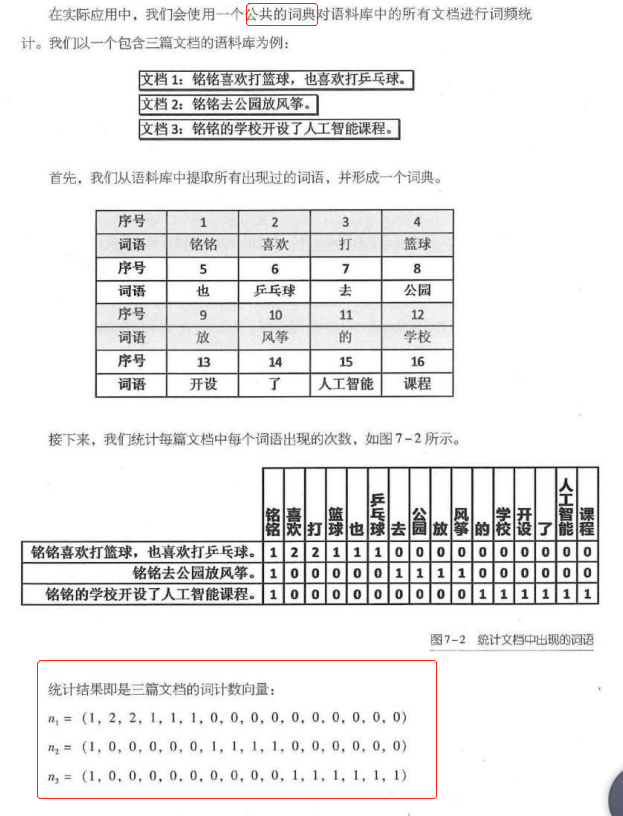 在实际应用中，我们会使用一个公共的词典对语料库中的所有文档进行词频统
计。我们以一个包含三篇文档的语料库为例：
文档 1：铭铭喜欢打篮球，也喜欢打乒乓球。
文档 2：铭铭去公园放风筝。
文档 3：铭铭的学校开设了人工智能课程。
首先，我们从语料库中提取所有出现过的词语，并形成一个词典。
序号 1 2 3 4
词语 铭铭 喜欢 打 篮球
序号 5 6 7 8
词语 也 乒乓球 去 公园
序号 9 10 11 12
词语 放 风筝 的 学校
序号 13 14 15 16
词语 开设 了 人工智能 课程
接下来，我们统计每篇文档中每个词语出现的次数，如图 7-2 所示。
铭铭 喜欢 打 篮球 也 乒乓球 去 公园 放 风筝 的 学校 开设 了 人工智能 课程
铭铭喜欢打篮球，也喜欢打乒乓球。 1 2 2 1 1 1 0 0 0 0 0 0 0 0 0 0
铭铭去公园放风筝。 1 0 0 0 0 0 1 1 1 1 0 0 0 0 0 0
铭铭的学校开设了人工智能课程。 1 0 0 0 0 0 0 0 0 0 1 1 1 1 1 1
图7-2 统计文档中出现的词语
统计结果即是三篇文档的词计数向量：
n₁ = （1, 2, 2, 1, 1, 1, 0, 0, 0, 0, 0, 0, 0, 0, 0, 0）
n₂ = （1, 0, 0, 0, 0, 0, 1, 1, 1, 1, 0, 0, 0, 0, 0, 0）
n₃ = （1, 0, 0, 0, 0, 0, 0, 0, 0, 0, 1, 1, 1, 1, 1, 1）